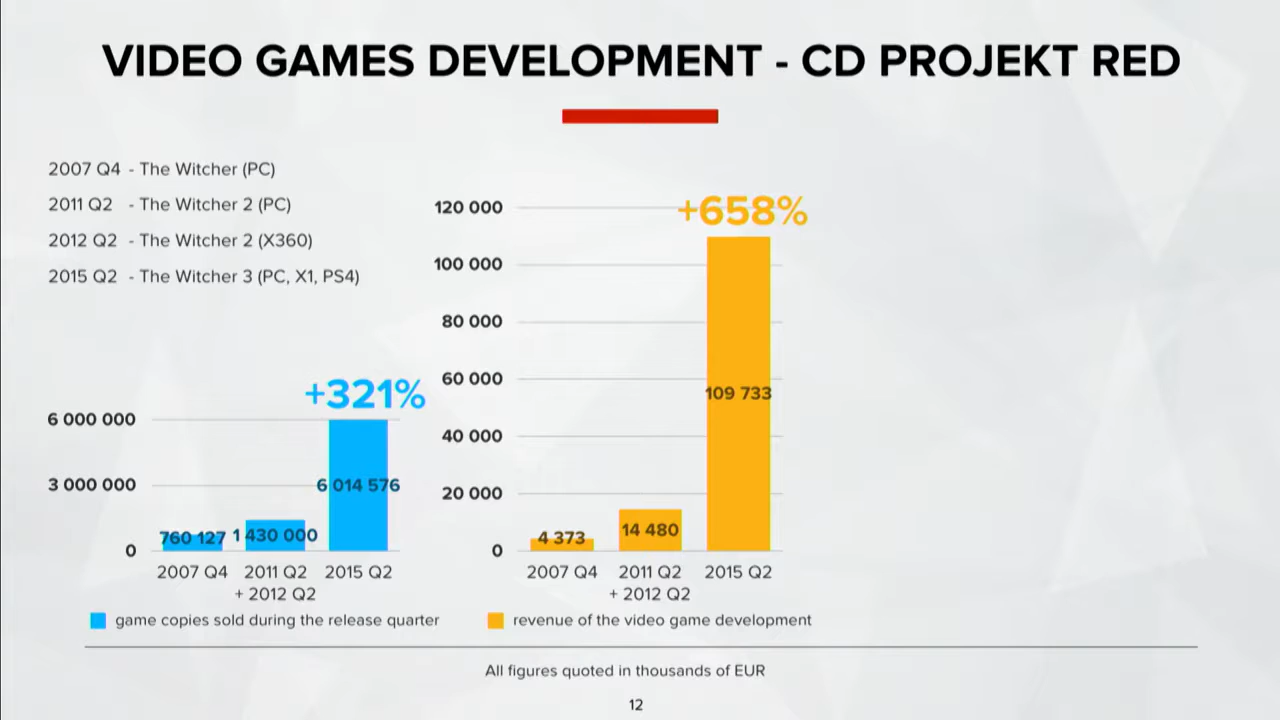 VIDEO GAMES DEVELOPMENT - CD PROJEKT RED
2007 Q4 - The Witcher (PC)
2011 Q2 - The Witcher 2 (PC)
2012 Q2 - The Witcher 2 (X360)
2015 Q2 - The Witcher 3 (PC, X1, PS4)
+321%
6 000 000
3 000 000
0
760 127
1 430 000
6 014 576
2007 Q4
2011 Q2
+ 2012 Q2
2015 Q2
game copies sold during the release quarter
+658%
120 000
100 000
80 000
60 000
40 000
20 000
0
4 373
14 480
109 733
2007 Q4
2011 Q2
+ 2012 Q2
2015 Q2
revenue of the video game development
All figures quoted in thousands of EUR
12